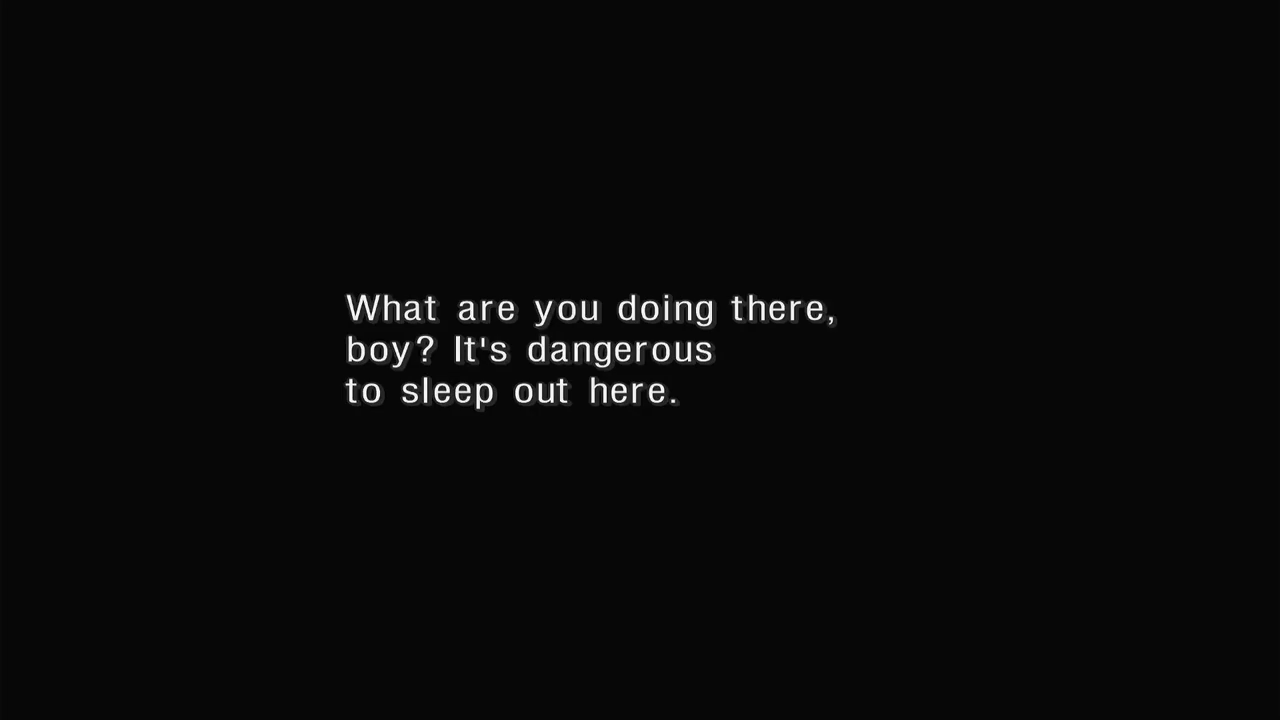 What are you doing there,
boy? It's dangerous
to sleep out here.